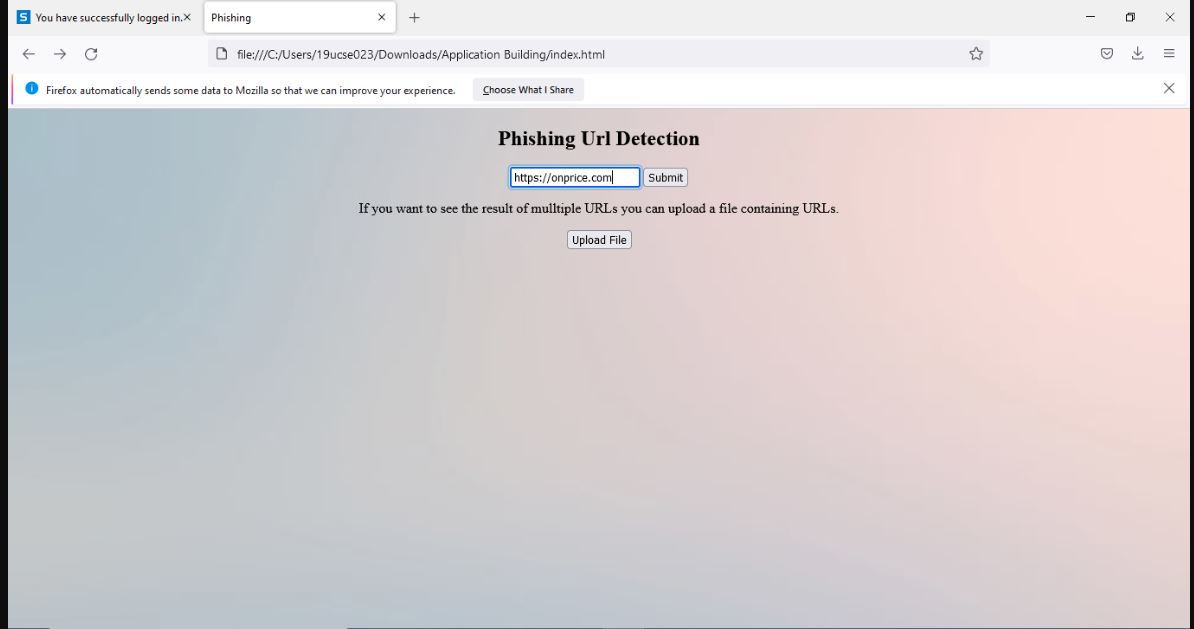 S You have successfully logged in.
Phishing
file:///C:/Users/19ucse023/Downloads/Application Building/index.html
Firefox automatically sends some data to Mozilla so that we can improve your experience. Choose What I Share
Phishing Url Detection
https://onprice.com Submit
If you want to see the result of mulltiple URLs you can upload a file containing URLs.
Upload File